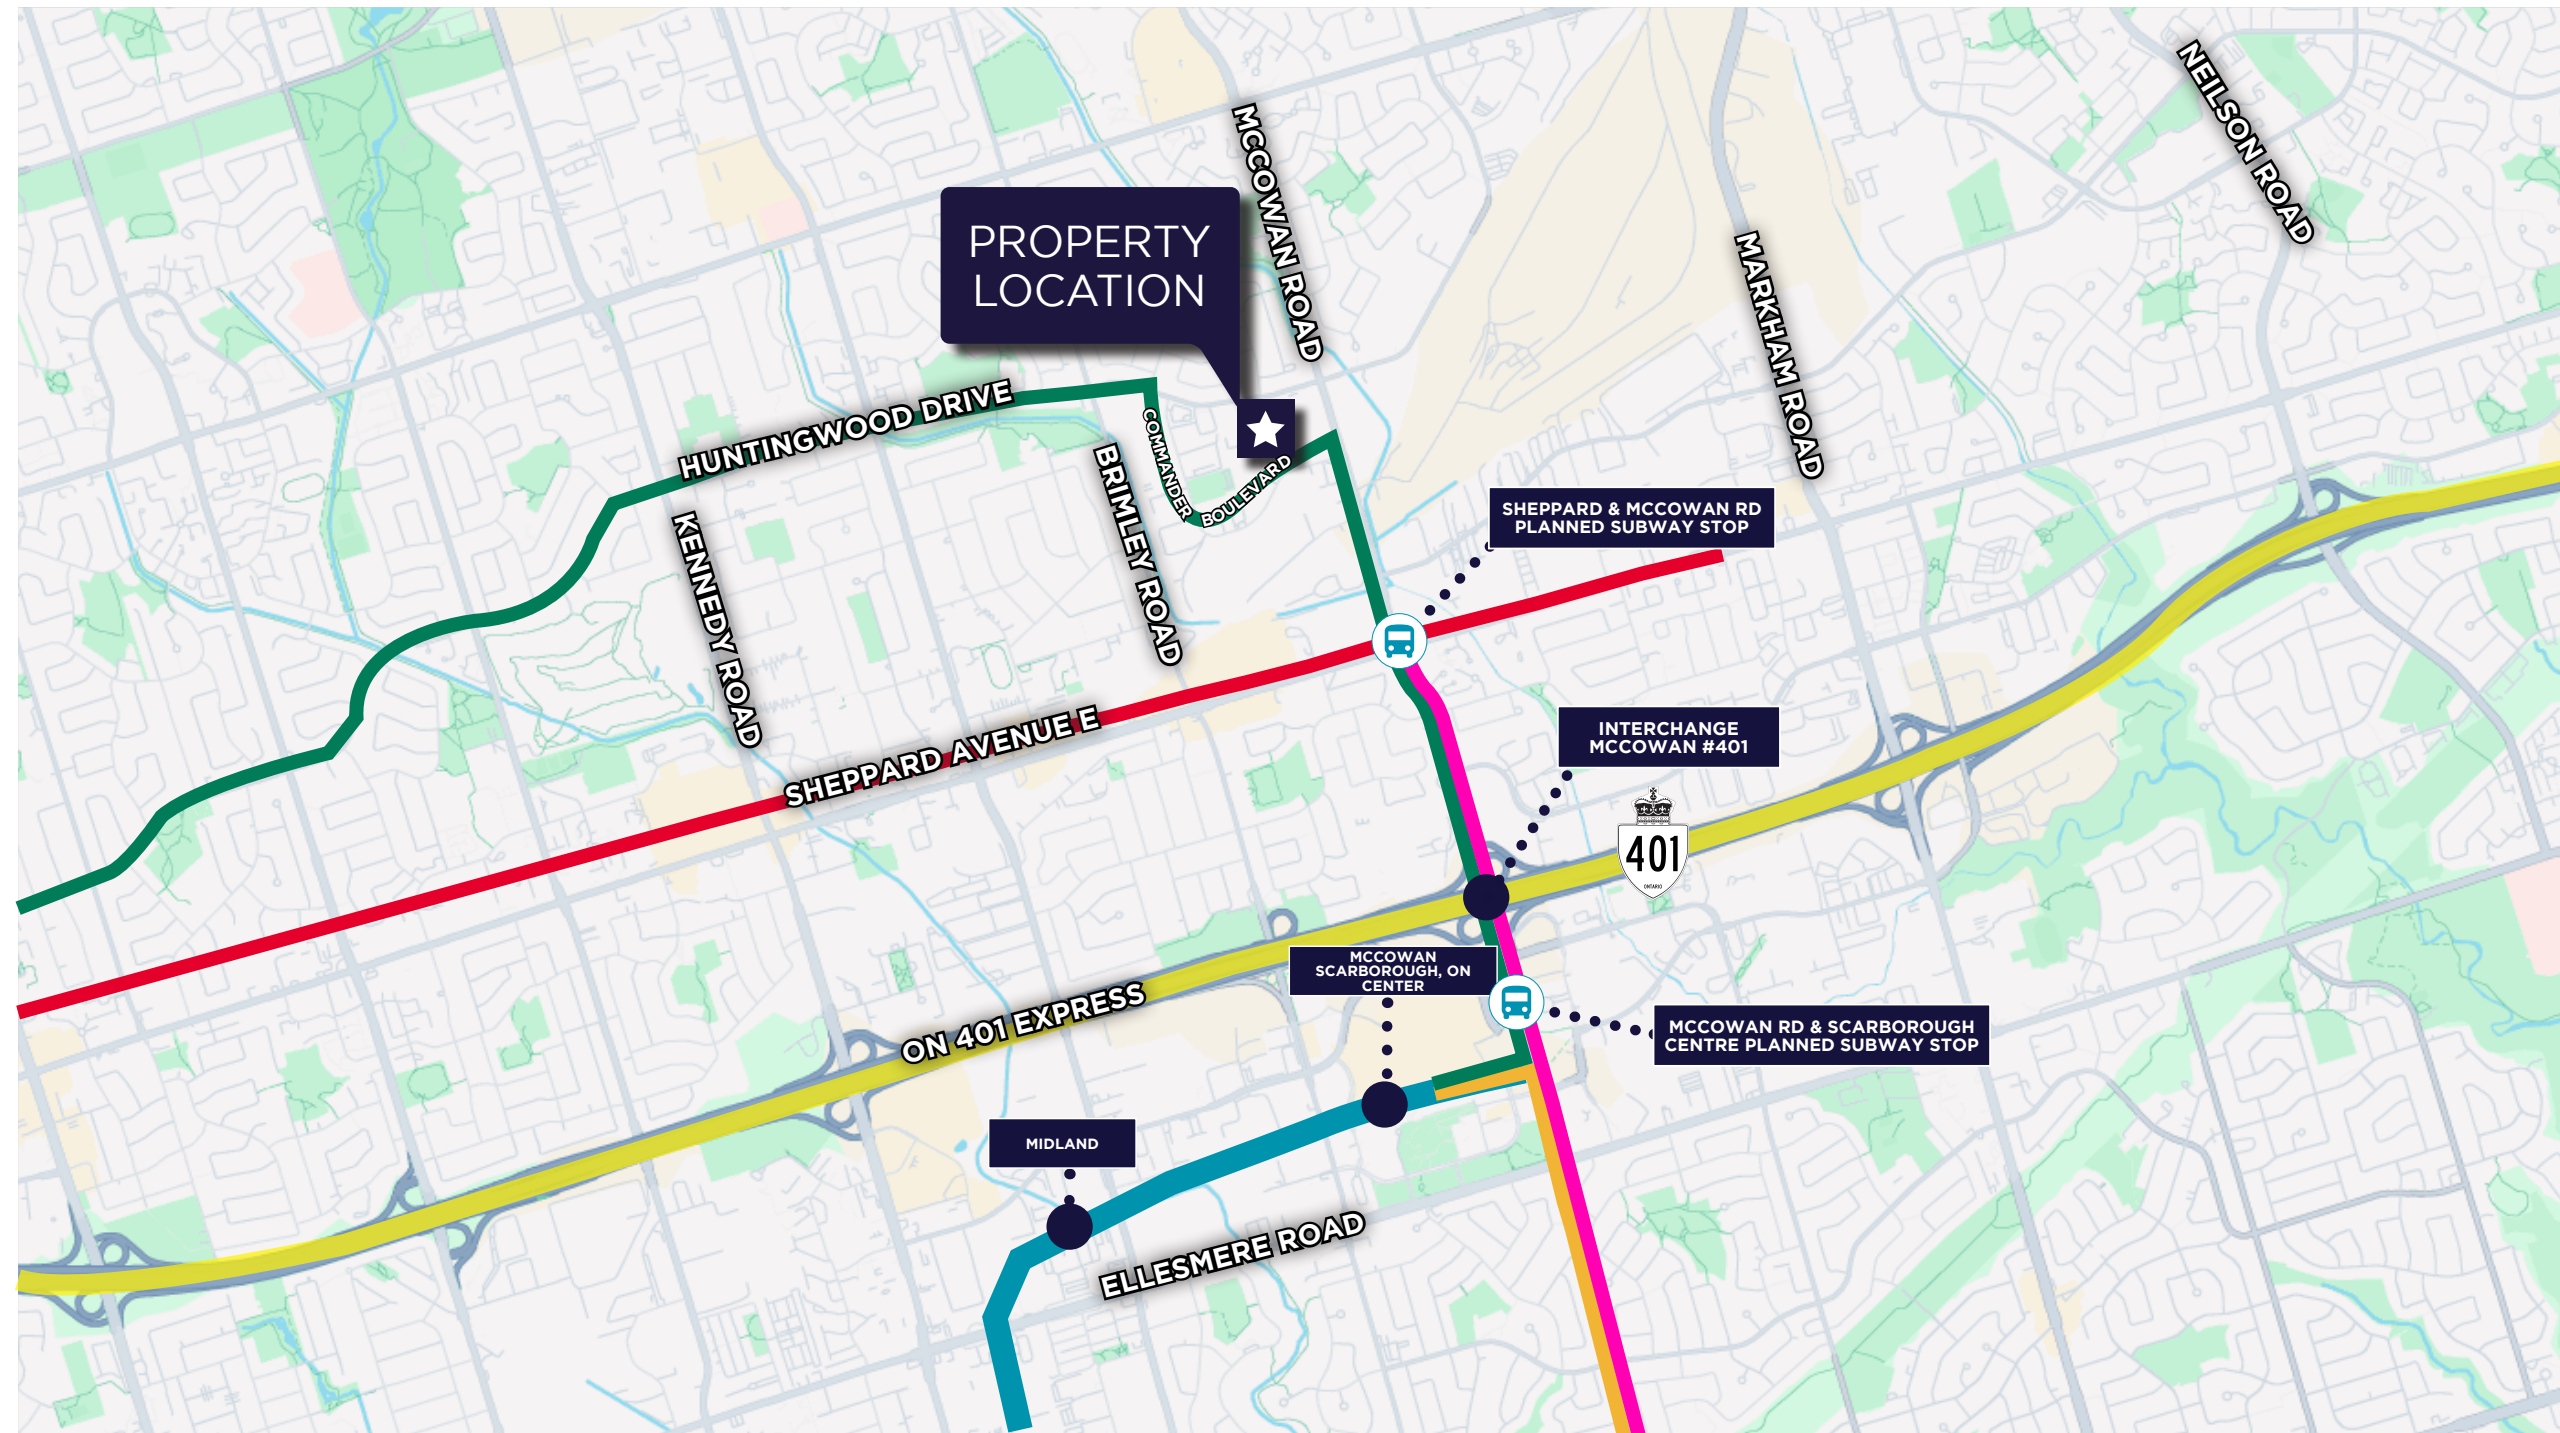 NEILSON ROAD
MCCOWAN ROAD
PROPERTY
LOCATION
MARKHAM ROAD
HUNTINGWOOD DRIVE
COMMANDER
BOULEVARD
BRIMLEY ROAD
KENNEDY ROAD
SHEPPARD & MCCOWAN RD
PLANNED SUBWAY STOP
SHEPPARD AVENUE E
INTERCHANGE
MCCOWAN #401
401
ONTARIO
MCCOWAN
SCARBOROUGH, ON
CENTER
ON 401 EXPRESS
MCCOWAN RD & SCARBOROUGH
CENTRE PLANNED SUBWAY STOP
MIDLAND
ELLESMERE ROAD